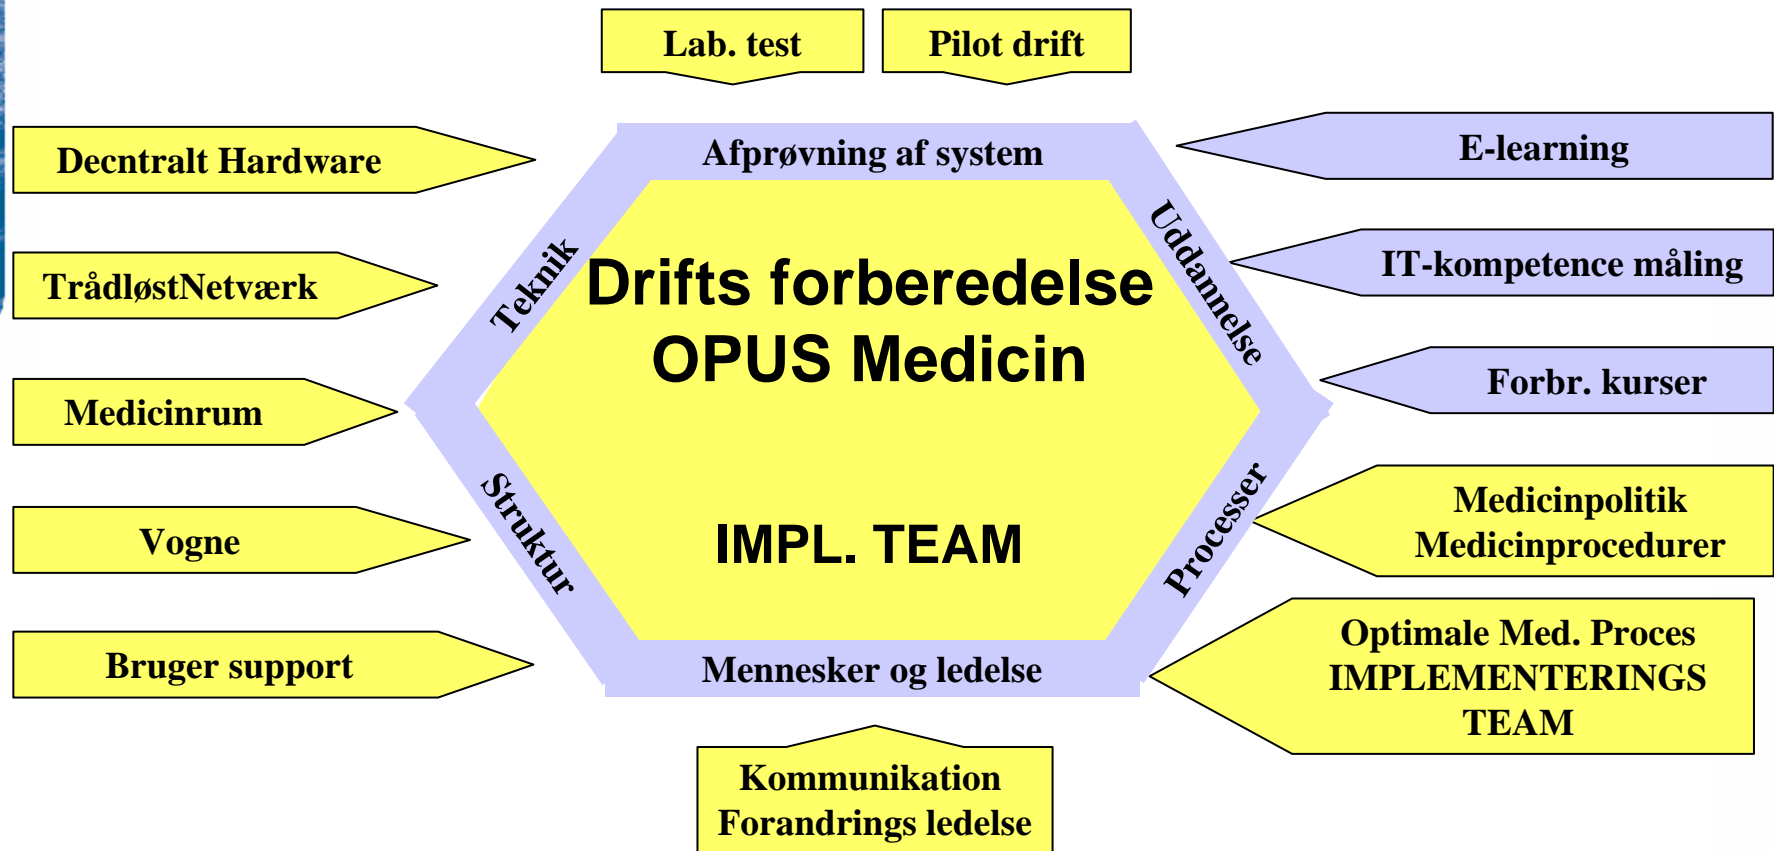 Lab. test
Pilot drift
Decntralt Hardware
TrådløstNetværk
Medicinrum
Vogne
Bruger support
Afprøvning af system
Teknik
Uddannelse
Drifts forberedelse
OPUS Medicin
IMPL. TEAM
Struktur
Processer
Mennesker og ledelse
E-learning
IT-kompetence måling
Forbr. kurser
Medicinpolitik
Medicinprocedurer
Optimale Med. Proces
IMPLEMENTERINGS
TEAM
Kommunikation
Forandrings ledelse